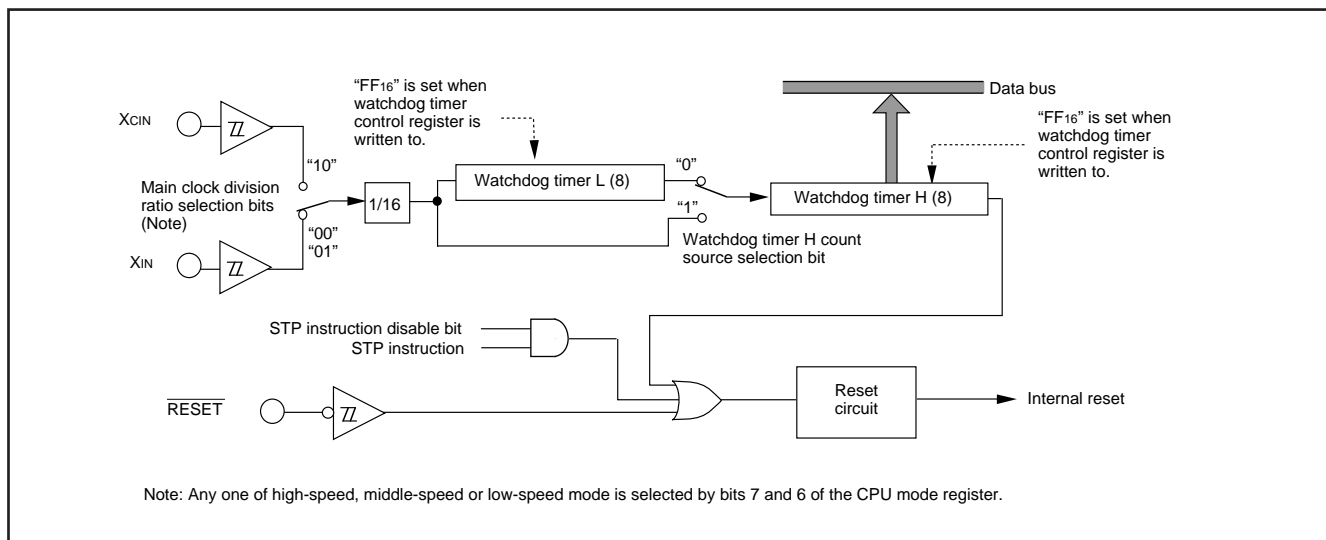 “FF16” is set when
watchdog timer
control register is
written to.
Data bus
“FF16” is set when
watchdog timer
control register is
written to.
XCIN
“10”
“0”
Main clock division
ratio selection bits
(Note)
1/16
Watchdog timer L (8)
Watchdog timer H (8)
“00”
“01”
“1”
Watchdog timer H count
source selection bit
XIN
STP instruction disable bit
STP instruction
RESET
Reset
circuit
Internal reset
Note: Any one of high-speed, middle-speed or low-speed mode is selected by bits 7 and 6 of the CPU mode register.